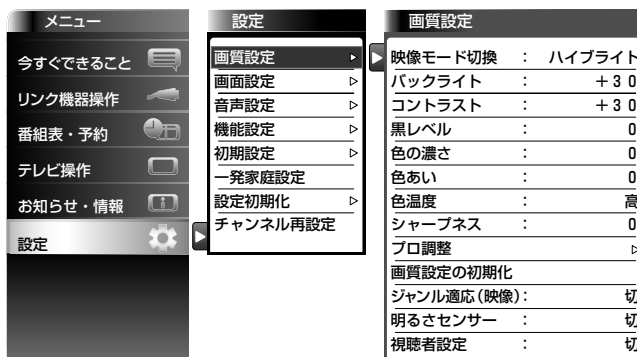 メニュー
今すぐできること
リンク機器操作
番組表・予約
テレビ操作
お知らせ・情報
設定
設定
画質設定
画面設定
音声設定
機能設定
初期設定
一発家庭設定
設定初期化
チャンネル再設定
画質設定
映像モード切換 : ハイブライト
バックライト : +30
コントラスト : +30
黒レベル : 0
色の濃さ : 0
色あい : 0
色温度 : 高
シャープネス : 0
プロ調整
画質設定の初期化
ジャンル適応(映像): 切
明るさセンサー : 切
視聴者設定 : 切